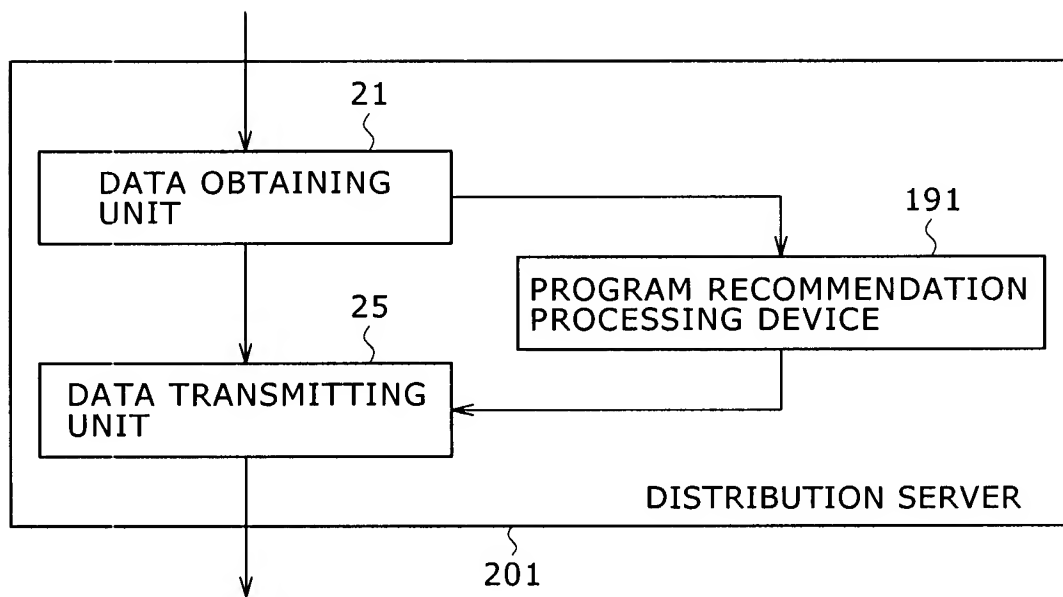 21
DATA OBTAINING
UNIT
191
PROGRAM RECOMMENDATION
PROCESSING DEVICE
25
DATA TRANSMITTING
UNIT
DISTRIBUTION SERVER
201